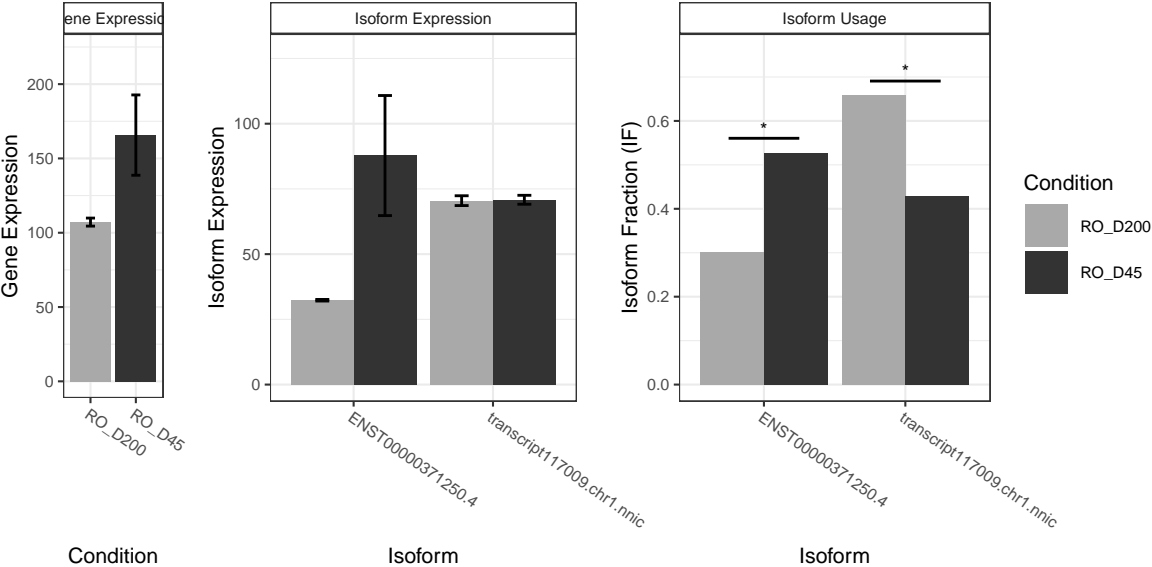 ene Expressio
Gene Expression
200
150
100
50
0
RO_D200
RO_D45
Condition
Isoform Expression
Isoform Expression
100
50
0
ENST00000371250.4
transcript117009.chr1.nnic
Isoform
Isoform Usage
Isoform Fraction (IF)
0.6
0.4
0.2
0.0
*
*
ENST00000371250.4
transcript117009.chr1.nnic
Isoform
Condition
RO_D200
RO_D45